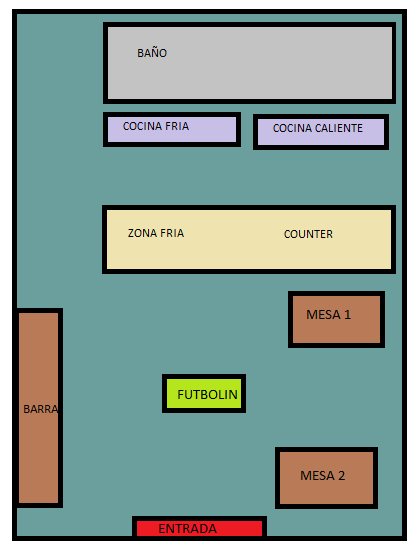 BAÑO
COCINA FRIA
COCINA CALIENTE
ZONA FRIA
COUNTER
MESA 1
FUTBOLIN
BARRA
MESA 2
ENTRADA